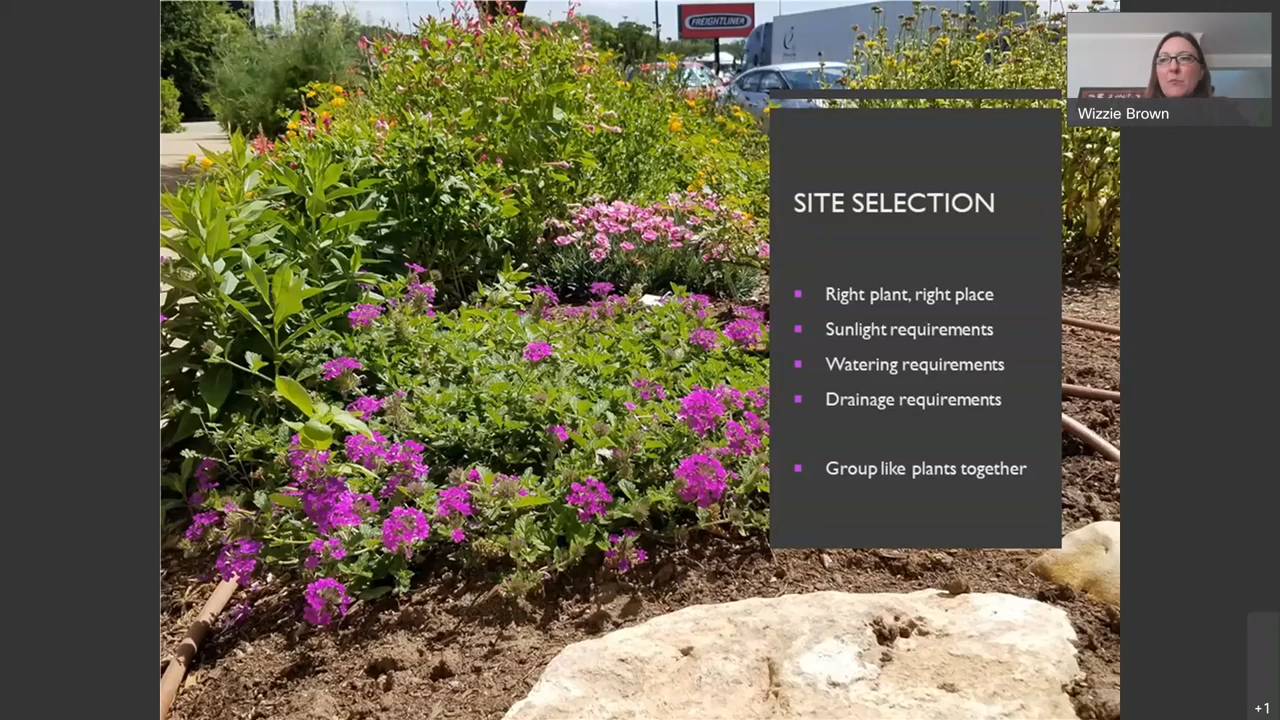 FREIGHTLINER
Wizzie Brown
SITE SELECTION
Right plant, right place
Sunlight requirements
Watering requirements
Drainage requirements
Group like plants together
+1